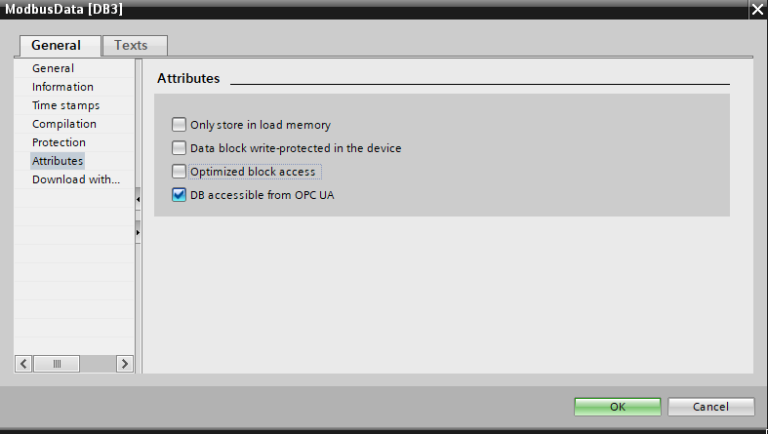 ModbusData [DB3]
General
Texts
General
Information
Time stamps
Compilation
Protection
Attributes
Download with...
Attributes
Only store in load memory
Data block write-protected in the device
Optimized block access
DB accessible from OPC UA
OK
Cancel